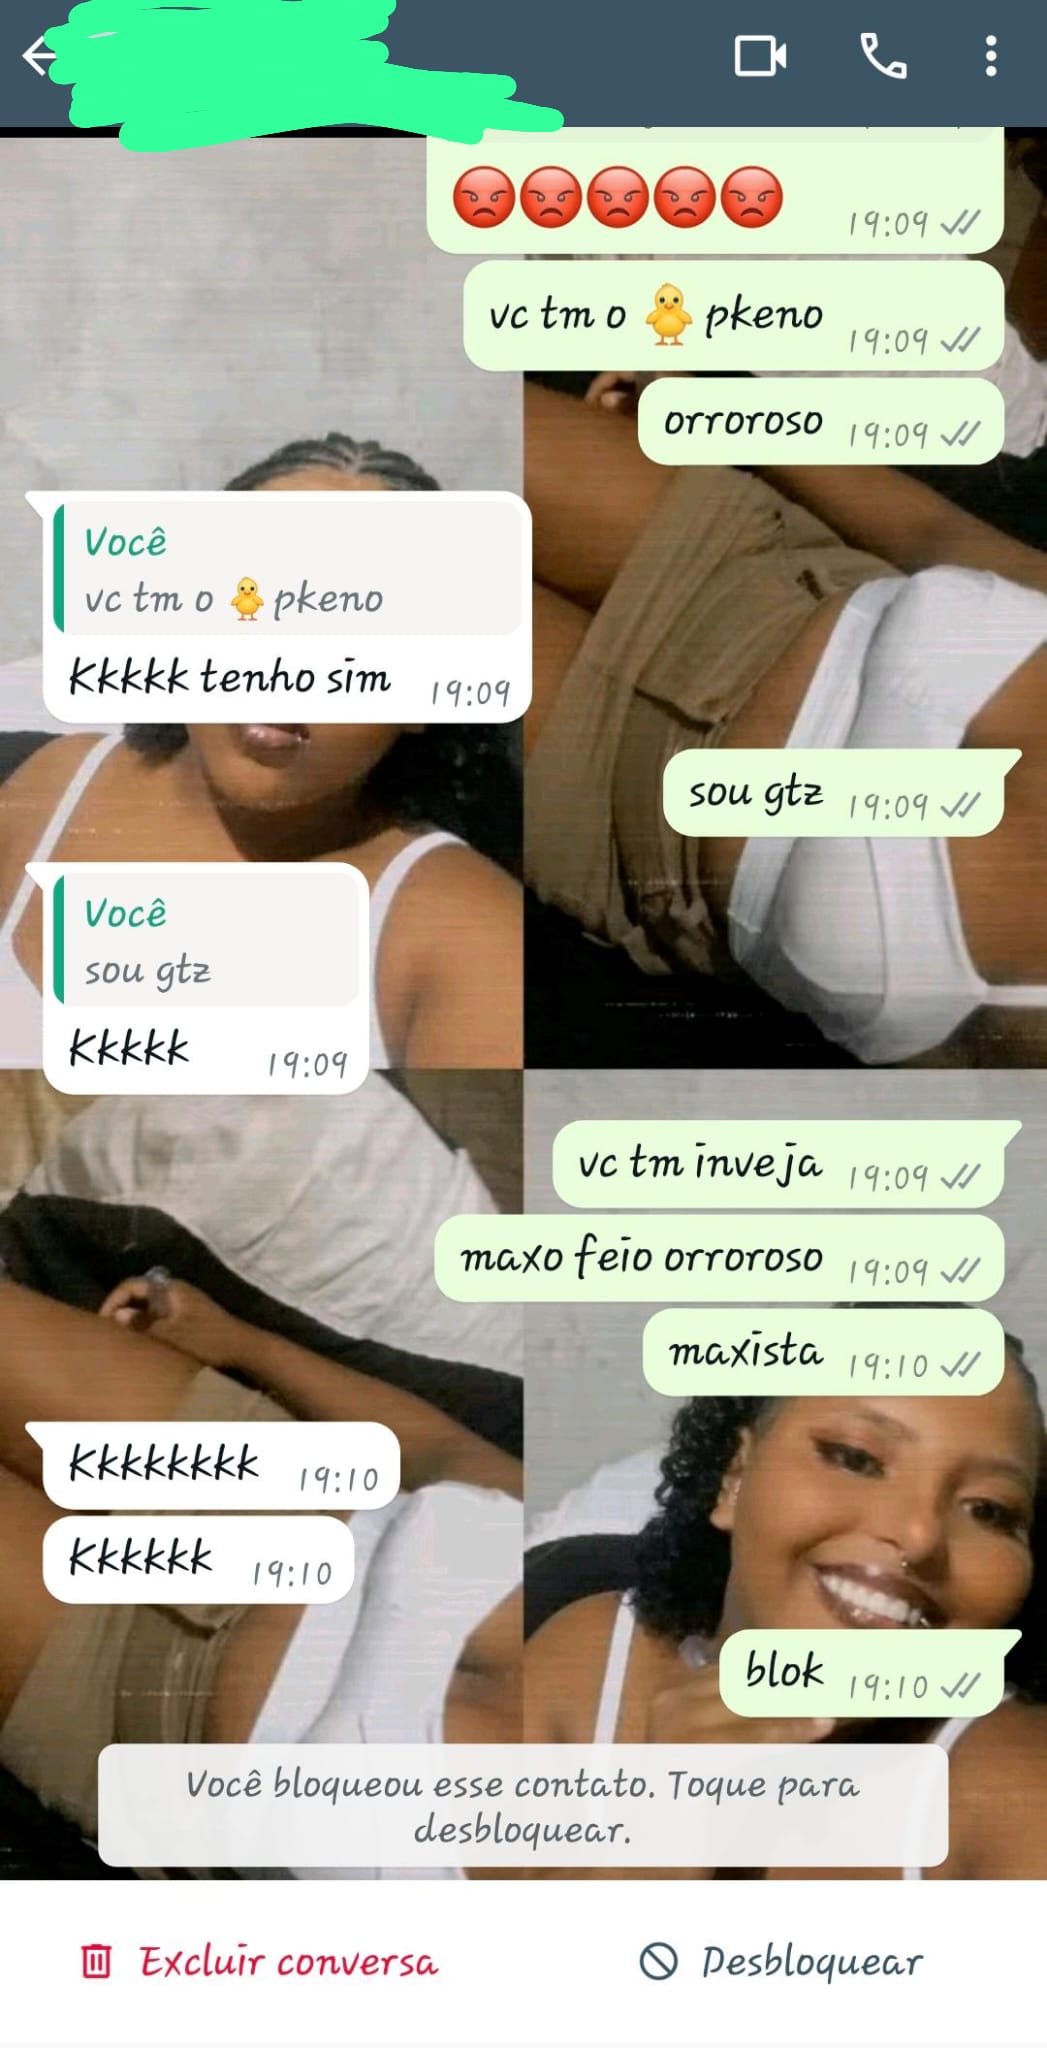 😡😡😡😡😡 19:09
vc tm o 🐥 pkeno 19:09
orroroso 19:09
Você
vc tm o 🐥 pkeno
Kkkkk tenho sim 19:09
sou gtz 19:09
Você
sou gtz
Kkkkk 19:09
vc tm inveja 19:09
maxo feio orroroso 19:09
maxista 19:10
Kkkkkkkk 19:10
Kkkkkk 19:10
blok 19:10
Você bloqueou esse contato. Toque para
desbloquear.
Excluir conversa
Desbloquear